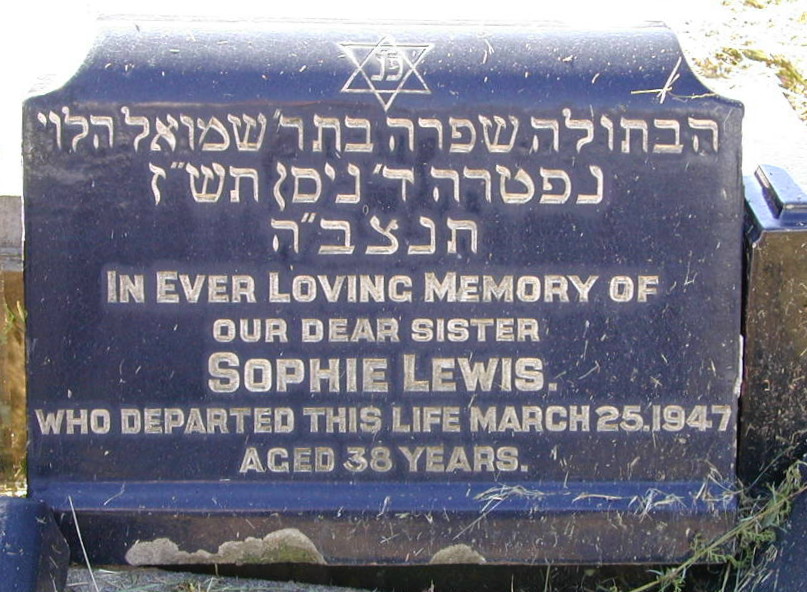 פנ
הבתולה שפרה בת ר' שמואל הלוי
נפטרה ד' ניסן תש"ז
תנצב"ה
IN EVER LOVING MEMORY OF
OUR DEAR SISTER
SOPHIE LEWIS.
WHO DEPARTED THIS LIFE MARCH 25.1947
AGED 38 YEARS.